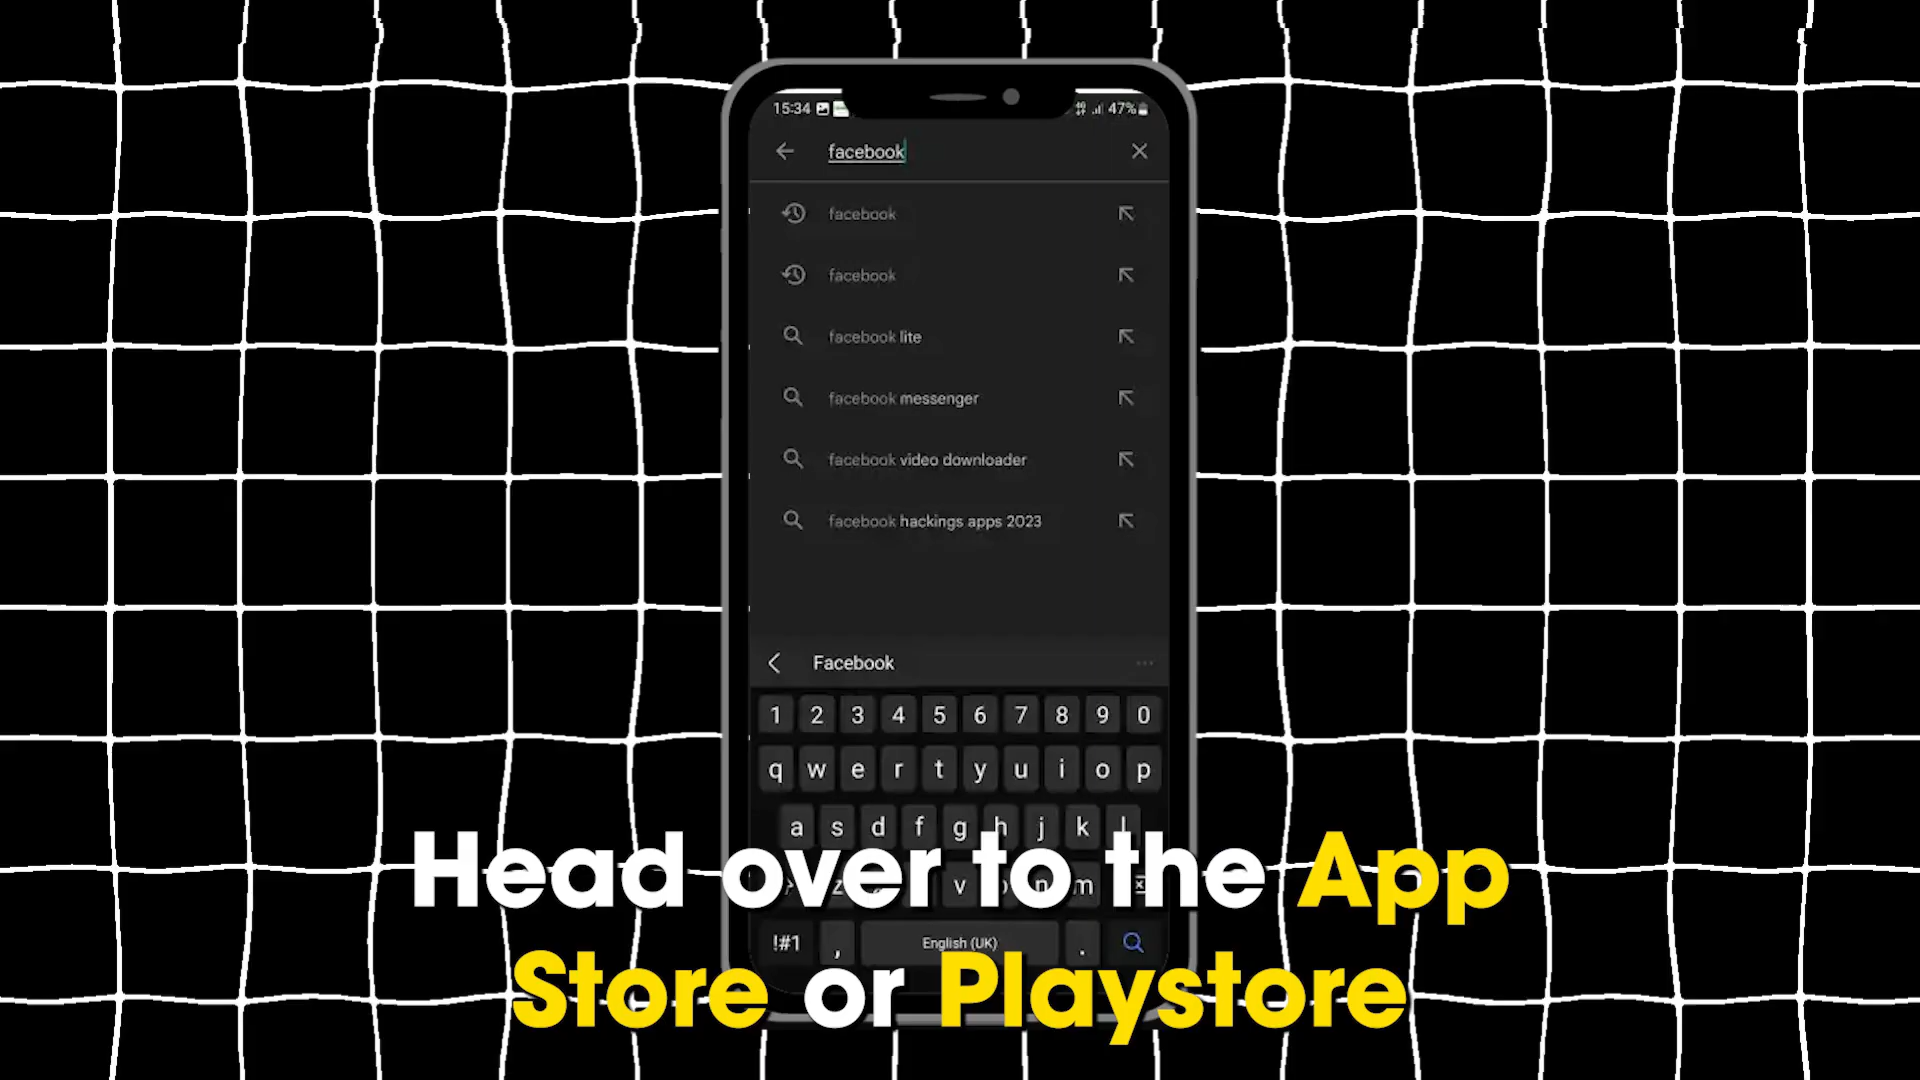 15:34
47%
facebook
facebook
facebook
facebook lite
facebook messenger
facebook video downloader
facebook hackings apps 2023
Facebook
1 2 3 4 5 6 7 8 9 0
q w e r t y u i o p
a s d f g h j k l
z v n m
!#1 , English (UK) .
Head over to the App
Store or Playstore